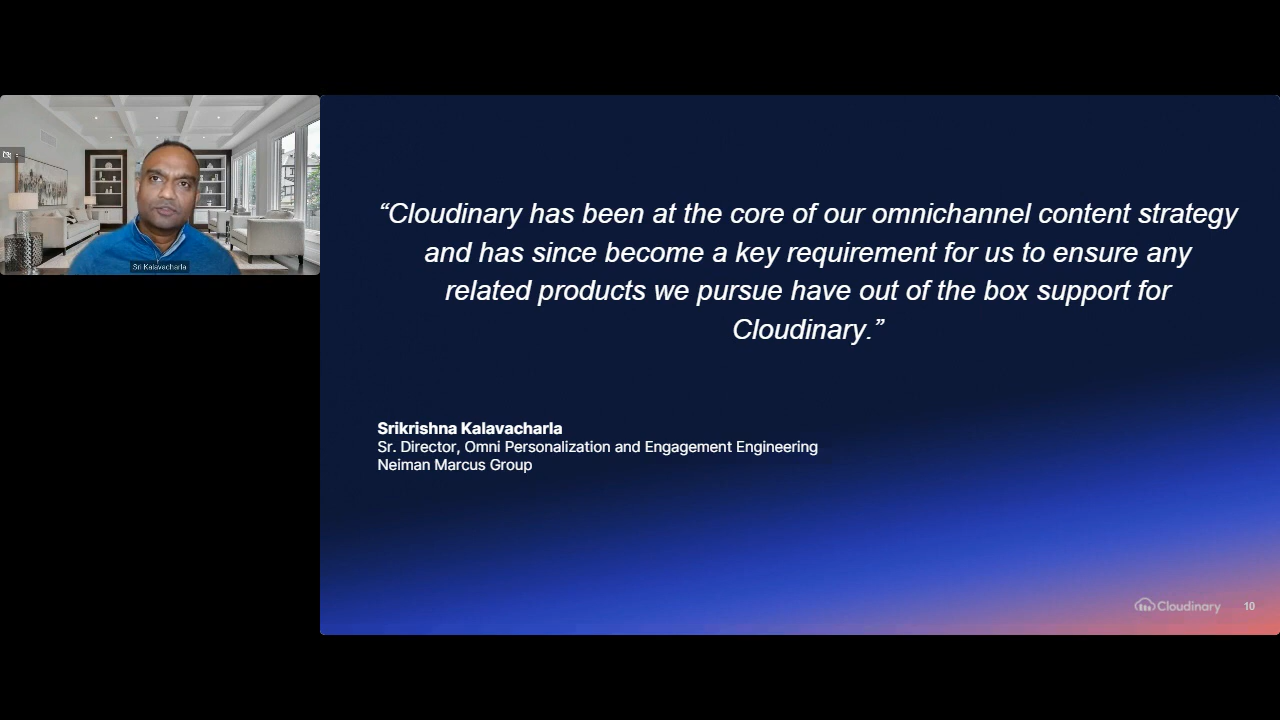 Sri Kalavacharla
“Cloudinary has been at the core of our omnichannel content strategy
and has since become a key requirement for us to ensure any
related products we pursue have out of the box support for
Cloudinary.”
Srikrishna Kalavacharla
Sr. Director, Omni Personalization and Engagement Engineering
Neiman Marcus Group
Cloudinary 10